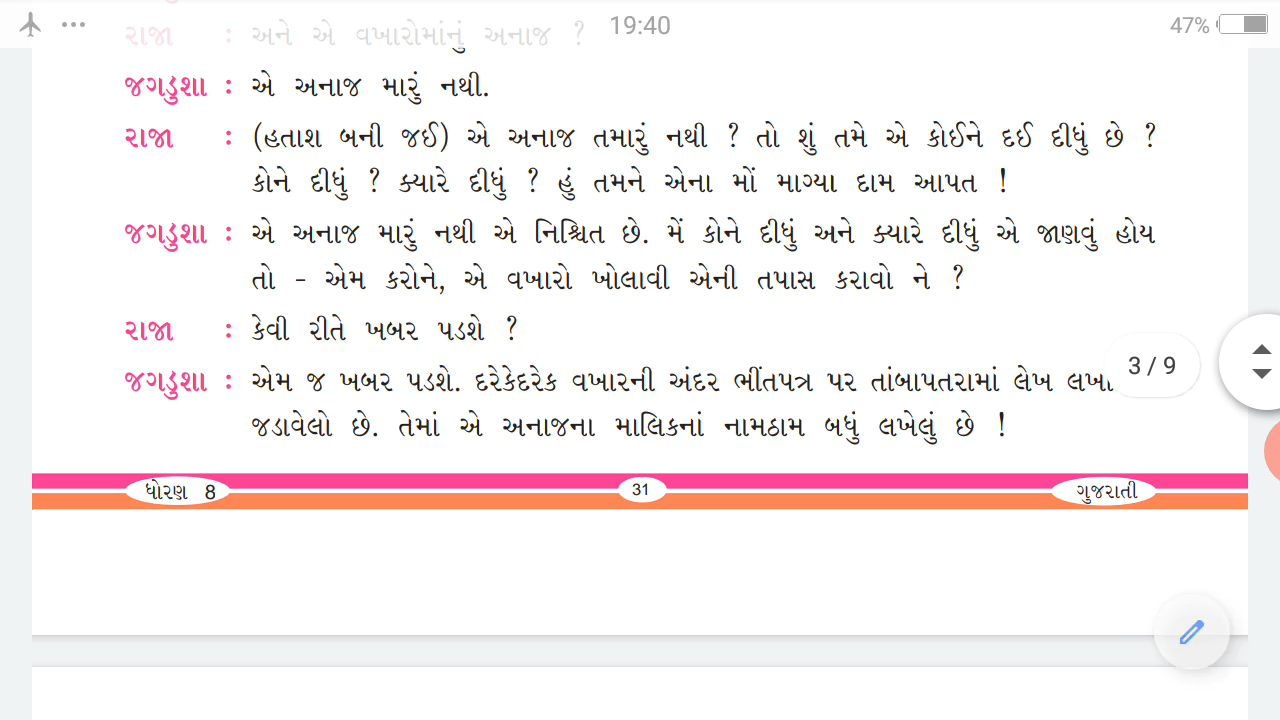 19:40
47%
રાજા : અને એ વખારોમાંનું અનાજ ?
જગડુશા : એ અનાજ મારું નથી.
રાજા : (હતાશ બની જઈ) એ અનાજ તમારું નથી ? તો શું તમે એ કોઈને દઈ દીધું છે ?
કોને દીધું ? ક્યારે દીધું ? હું તમને એના મોં માગ્યા દામ આપત !
જગડુશા : એ અનાજ મારું નથી એ નિશ્ચિત છે. મેં કોને દીધું અને ક્યારે દીધું એ જાણવું હોય
તો - એમ કરોને, એ વખારો ખોલાવી એની તપાસ કરાવો ને ?
રાજા : કેવી રીતે ખબર પડશે ?
3 / 9
જગડુશા : એમ જ ખબર પડશે. દરેકેદરેક વખારની અંદર ભીંતપત્ર પર તાંબાપતરામાં લેખ
જડાવેલો છે. તેમાં એ અનાજના માલિકનાં નામઠામ બધું લખેલું છે !
ધોરણ 8
31
ગુજરાતી